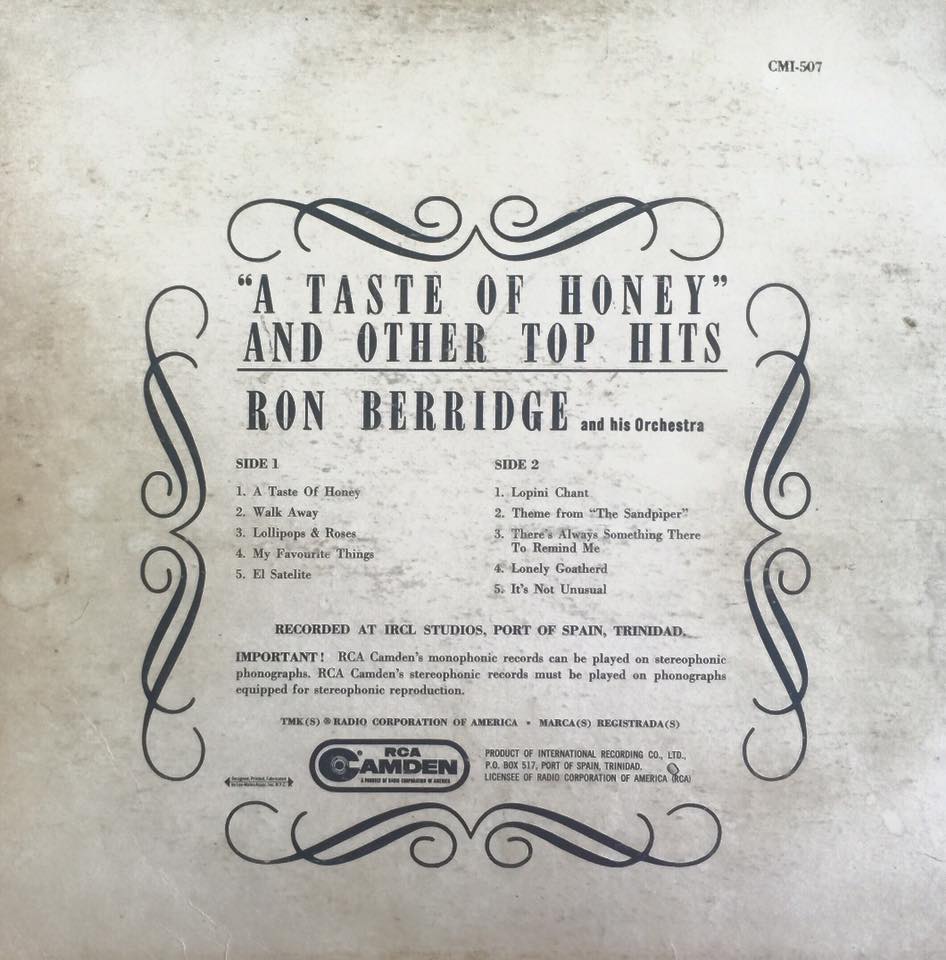 CMI-507
“A TASTE OF HONEY”
AND OTHER TOP HITS
RON BERRIDGE and his Orchestra
SIDE 1
1. A Taste Of Honey
2. Walk Away
3. Lollipops & Roses
4. My Favourite Things
5. El Satelite
SIDE 2
1. Lopini Chant
2. Theme from “The Sandpiper”
3. There's Always Something There
To Remind Me
4. Lonely Goatherd
5. It's Not Unusual
RECORDED AT IRCL STUDIOS, PORT OF SPAIN, TRINIDAD.
IMPORTANT! RCA Camden's monophonic records can be played on stereophonic
phonographs. RCA Camden's stereophonic records must be played on phonographs
equipped for stereophonic reproduction.
TMK(S) ® RADIO CORPORATION OF AMERICA • MARCA(S) REGISTRADA(S)
RCA
CAMDEN
A PRODUCT OF RADIO CORPORATION OF AMERICA
PRODUCT OF INTERNATIONAL RECORDING CO., LTD.,
P.O. BOX 517, PORT OF SPAIN, TRINIDAD.
LICENSEE OF RADIO CORPORATION OF AMERICA (RCA)
Designed, Printed, Fabricated